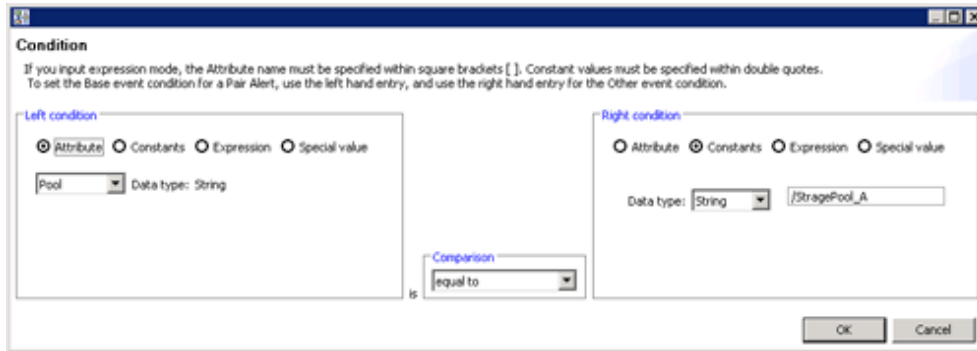 Condition
If you input expression mode, the Attribute name must be specified within square brackets [ ]. Constant values must be specified within double quotes.
To set the Base event condition for a Pair Alert, use the left hand entry, and use the right hand entry for the Other event condition.
Left condition
Attribute Constants Expression Special value
Pool Data type: String
is
Comparison
equal to
Right condition
Attribute Constants Expression Special value
Data type: String /StragePool_A
OK Cancel